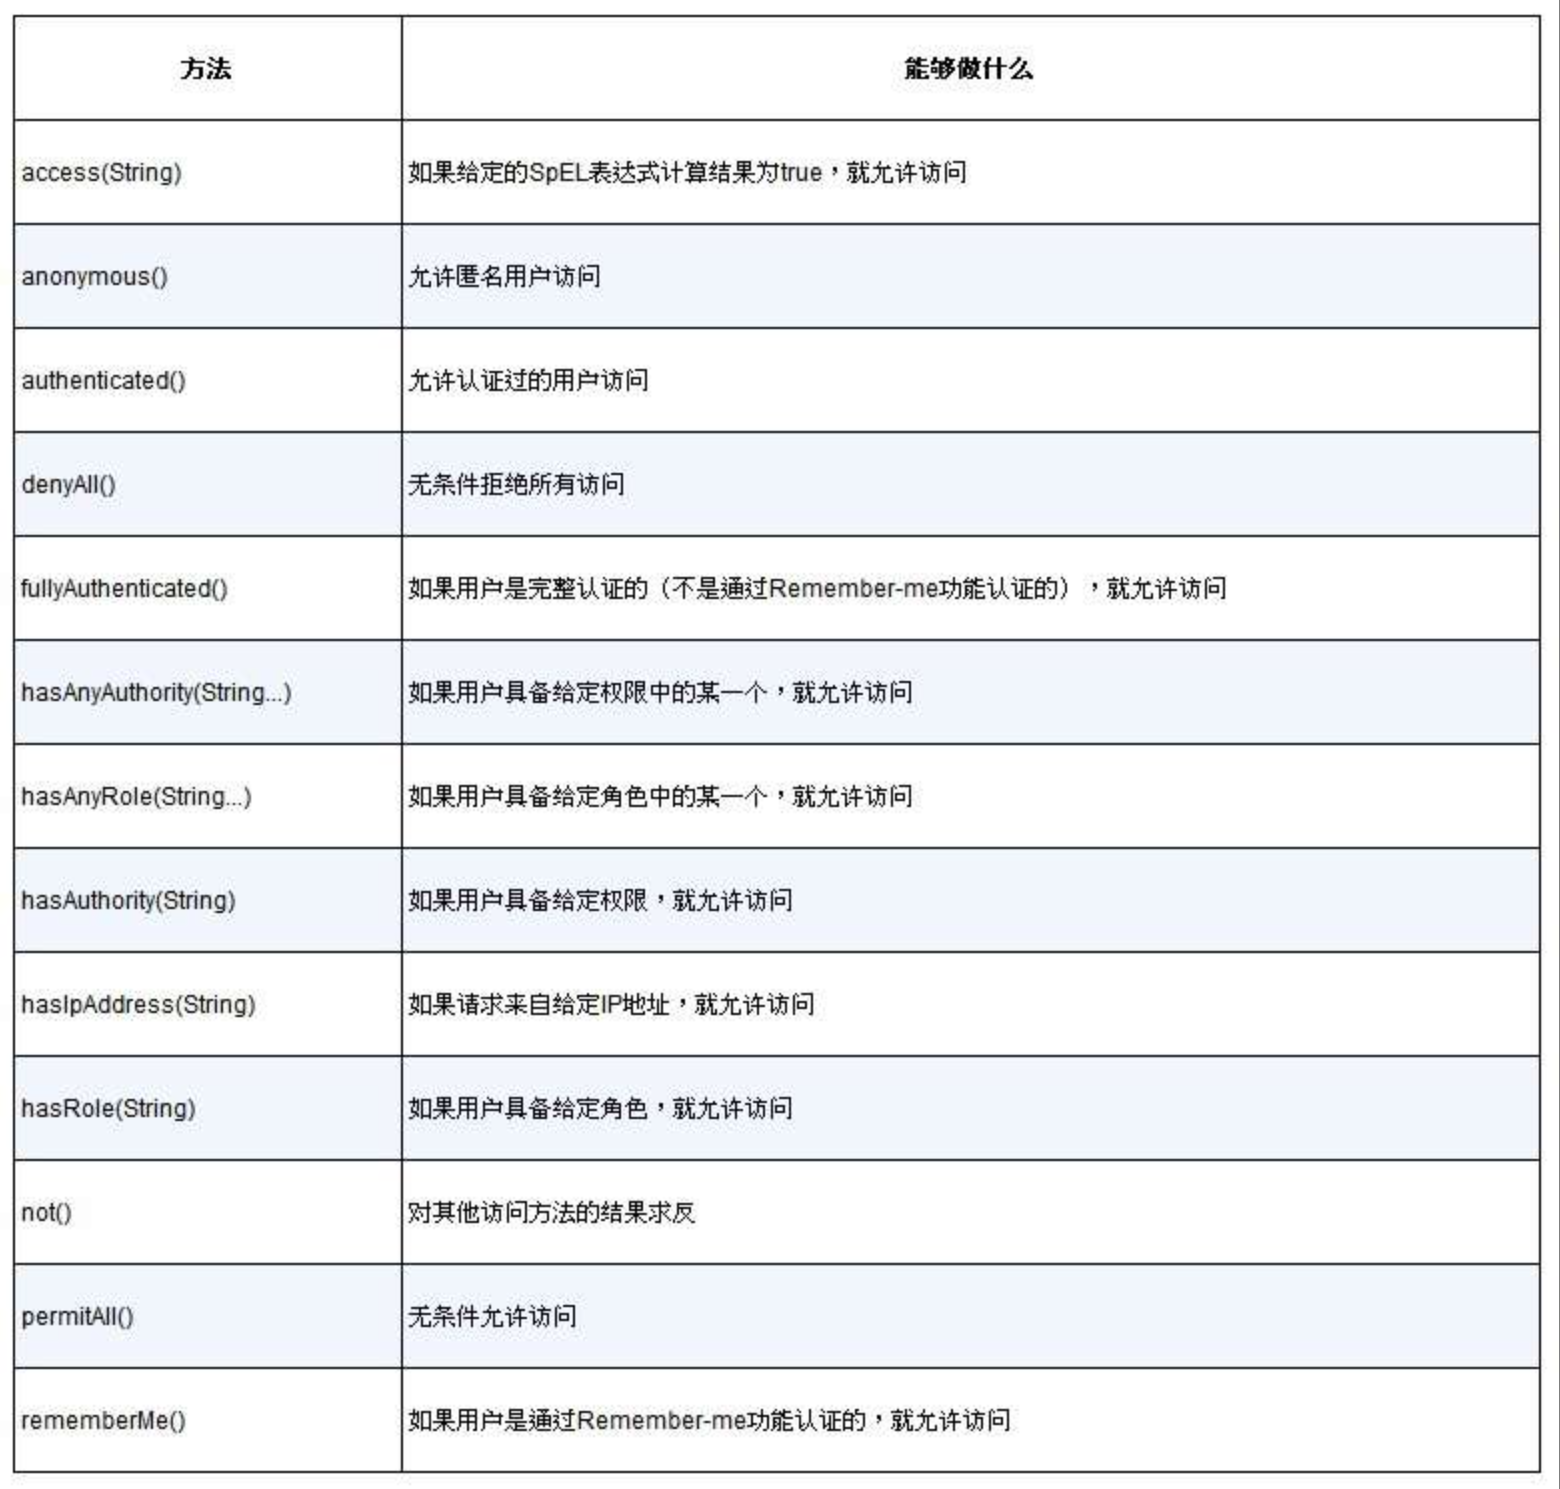 方法 能够做什么
access(String) 如果给定的SpEL表达式计算结果为true，就允许访问
anonymous() 允许匿名用户访问
authenticated() 允许认证过的用户访问
denyAll() 无条件拒绝所有访问
fullyAuthenticated() 如果用户是完整认证的（不是通过Remember-me功能认证的），就允许访问
hasAnyAuthority(String...) 如果用户具备给定权限中的某一个，就允许访问
hasAnyRole(String...) 如果用户具备给定角色中的某一个，就允许访问
hasAuthority(String) 如果用户具备给定权限，就允许访问
hasIpAddress(String) 如果请求来自给定IP地址，就允许访问
hasRole(String) 如果用户具备给定角色，就允许访问
not() 对其他访问方法的结果求反
permitAll() 无条件允许访问
rememberMe() 如果用户是通过Remember-me功能认证的，就允许访问